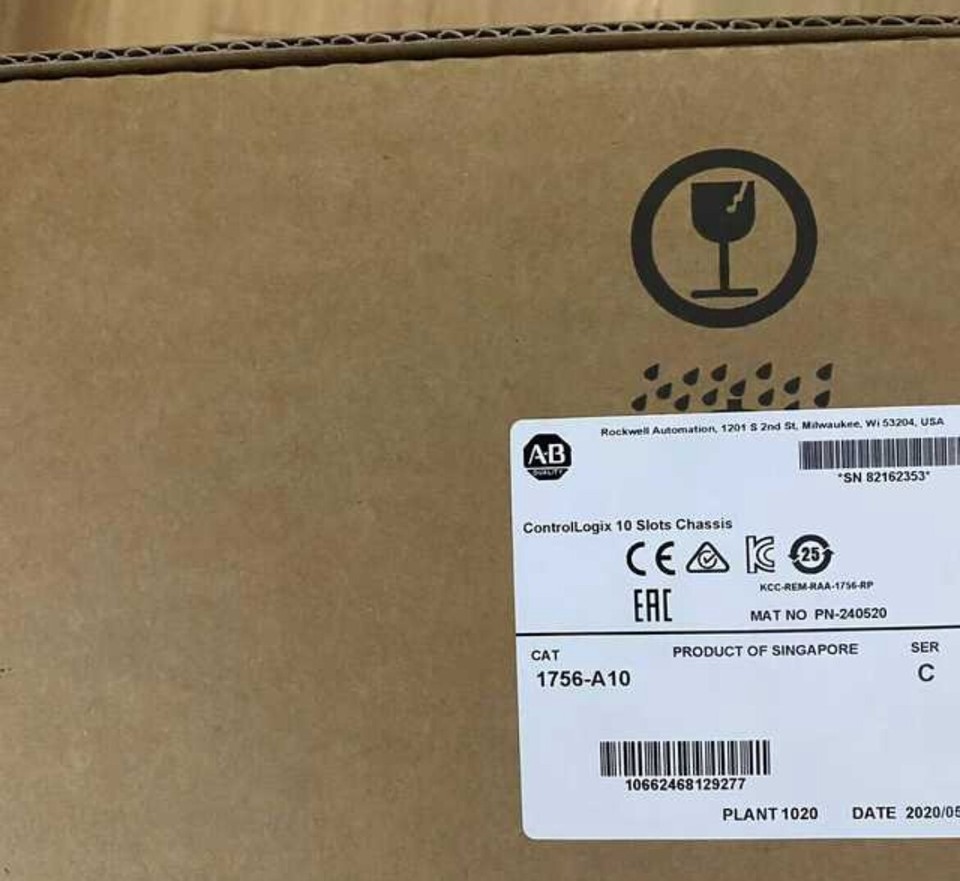 Rockwell Automation, 1201 S 2nd St, Milwaukee, Wi 53204, USA
A-B
QUALITY
*SN 82162353*
ControlLogix 10 Slots Chassis
CE
KC
25
KCC-REM-RAA-1756-RP
EAC
MAT NO PN-240520
CAT
PRODUCT OF SINGAPORE
SER
1756-A10
C
10662468129277
PLANT 1020
DATE 2020/05